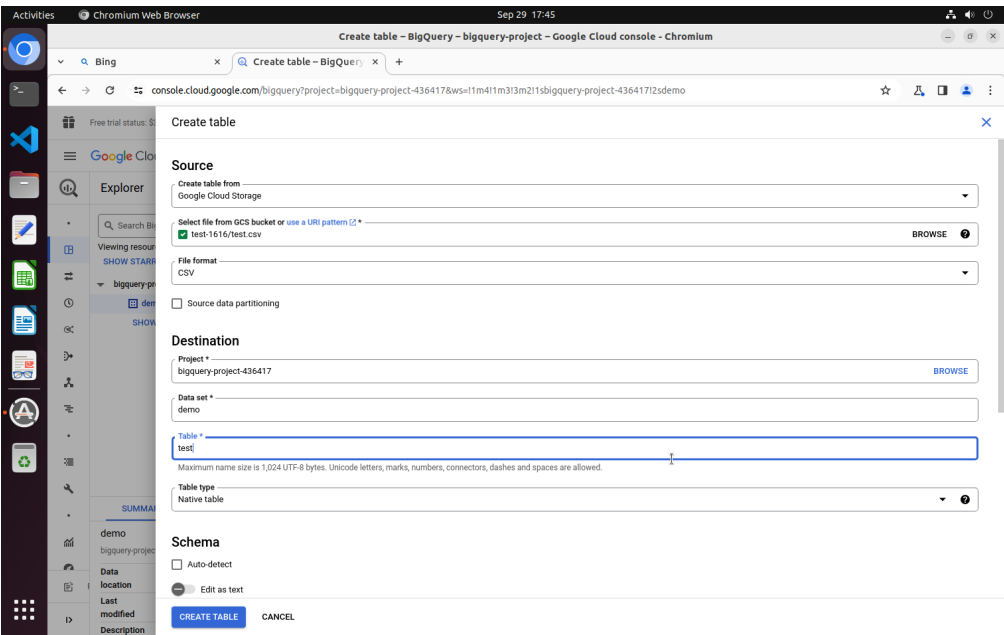 Activities Chromium Web Browser Sep 29 17:45
Create table – BigQuery – bigquery-project – Google Cloud console - Chromium
Bing Create table – BigQuery
console.cloud.google.com/bigquery?project=bigquery-project-436417&ws=!1m4!1m3!3m2!1sbigquery-project-436417!2sdemo
Free trial status: $
Google Clo
Explorer
Search Bi
Viewing resour
SHOW STARR
bigquery-pr
dem
SHOW
SUMMA
demo
bigquery-projec
Data
location
Last
modified
Description
Create table
Source
Create table from
Google Cloud Storage
Select file from GCS bucket or use a URI pattern *
test-1616/test.csv BROWSE
File format
CSV
Source data partitioning
Destination
Project *
bigquery-project-436417 BROWSE
Data set *
demo
Table *
test
Maximum name size is 1,024 UTF-8 bytes. Unicode letters, marks, numbers, connectors, dashes and spaces are allowed.
Table type
Native table
Schema
Auto-detect
Edit as text
CREATE TABLE CANCEL